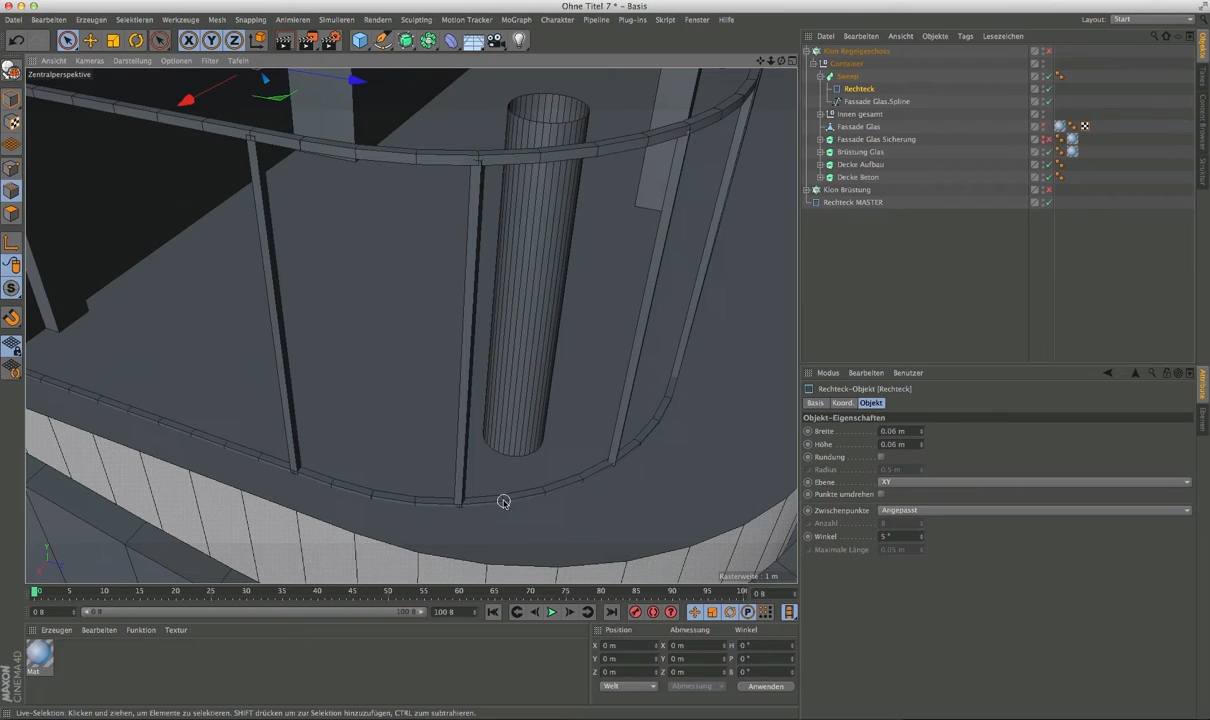 Ohne Titel 7 * - Basis
Datei Bearbeiten Erzeugen Selektieren Werkzeuge Mesh Snapping Animieren Simulieren Rendern Sculpting Motion Tracker MoGraph Charakter Pipeline Plug-ins Skript Fenster Hilfe
Layout: Start
Ansicht Kameras Darstellung Optionen Filter Tafeln
Zentralperspektive
Datei Bearbeiten Ansicht Objekte Tags Lesezeichen
Klon Regelgeschoss
Container
Sweep
Rechteck
Fassade Glas.Spline
Innen gesamt
Fassade Glas
Fassade Glas Sicherung
Brüstung Glas
Decke Aufbau
Decke Beton
Klon Brüstung
Rechteck MASTER
Objekte
Takes
Content Browser
Struktur
Modus Bearbeiten Benutzer
Rechteck-Objekt [Rechteck]
Basis Koord. Objekt
Objekt-Eigenschaften
Breite 0.06 m
Höhe 0.06 m
Rundung
Radius 0.5 m
Ebene XY
Punkte umdrehen
Zwischenpunkte Angepasst
Anzahl 8
Winkel 5 °
Maximale Länge 0.05 m
Attribute
Ebenen
Y
X
Z
Rasterweite : 1 m
0 5 10 15 20 25 30 35 40 45 50 55 60 65 70 75 80 85 90 95 100 0 B
0 B 0 B 100 B 100 B
Erzeugen Bearbeiten Funktion Textur
Mat
Position Abmessung Winkel
X 0 m X 0 m H 0 °
Y 0 m Y 0 m P 0 °
Z 0 m Z 0 m B 0 °
Welt Abmessung Anwenden
MAXON CINEMA4D
Live-Selektion: Klicken und ziehen, um Elemente zu selektieren. SHIFT drücken um zur Selektion hinzuzufügen, CTRL zum subtrahieren.